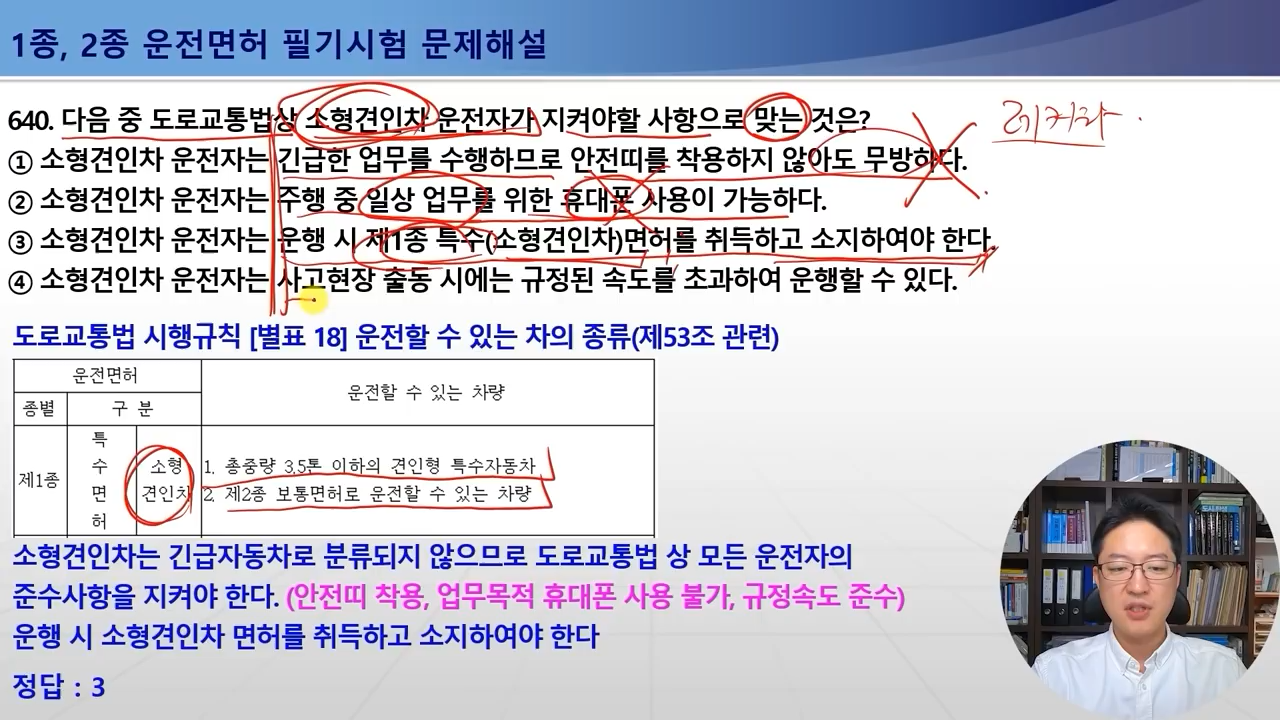 1종, 2종 운전면허 필기시험 문제해설
640. 다음 중 도로교통법상 소형견인차 운전자가 지켜야할 사항으로 맞는 것은?
레커차.
① 소형견인차 운전자는 긴급한 업무를 수행하므로 안전띠를 착용하지 않아도 무방하다.
② 소형견인차 운전자는 주행 중 일상 업무를 위한 휴대폰 사용이 가능하다.
③ 소형견인차 운전자는 운행 시 제1종 특수(소형견인차)면허를 취득하고 소지하여야 한다.
④ 소형견인차 운전자는 사고현장 출동 시에는 규정된 속도를 초과하여 운행할 수 있다.
도로교통법 시행규칙 [별표 18] 운전할 수 있는 차의 종류(제53조 관련)
운전면허
운전할 수 있는 차량
종별 구 분
제1종
특
수
면
허
소형
견인차
1. 총중량 3.5톤 이하의 견인형 특수자동차
2. 제2종 보통면허로 운전할 수 있는 차량
소형견인차는 긴급자동차로 분류되지 않으므로 도로교통법 상 모든 운전자의
준수사항을 지켜야 한다. (안전띠 착용, 업무목적 휴대폰 사용 불가, 규정속도 준수)
운행 시 소형견인차 면허를 취득하고 소지하여야 한다
정답 : 3